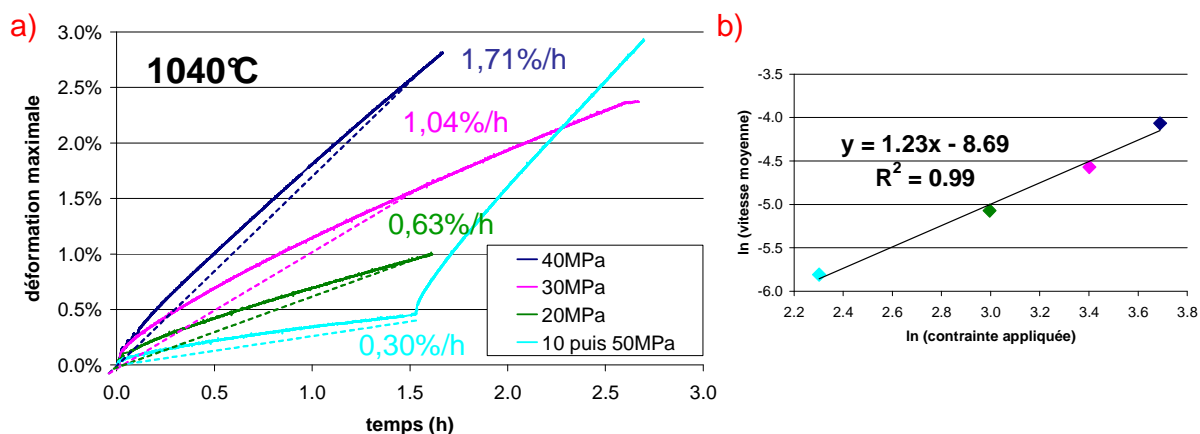 a)
3.0%
2.5%
2.0%
1.5%
1.0%
0.5%
0.0%
déformation maximale
1040°C
1,71%/h
1,04%/h
0,63%/h
0,30%/h
40MPa
30MPa
20MPa
10 puis 50MPa
0.0 0.5 1.0 1.5 2.0 2.5 3.0
temps (h)
b)
-3.5
-4.0
-4.5
-5.0
-5.5
-6.0
ln (vitesse moyenne)
y = 1.23x - 8.69
R² = 0.99
2.2 2.4 2.6 2.8 3.0 3.2 3.4 3.6 3.8
ln (contrainte appliquée)